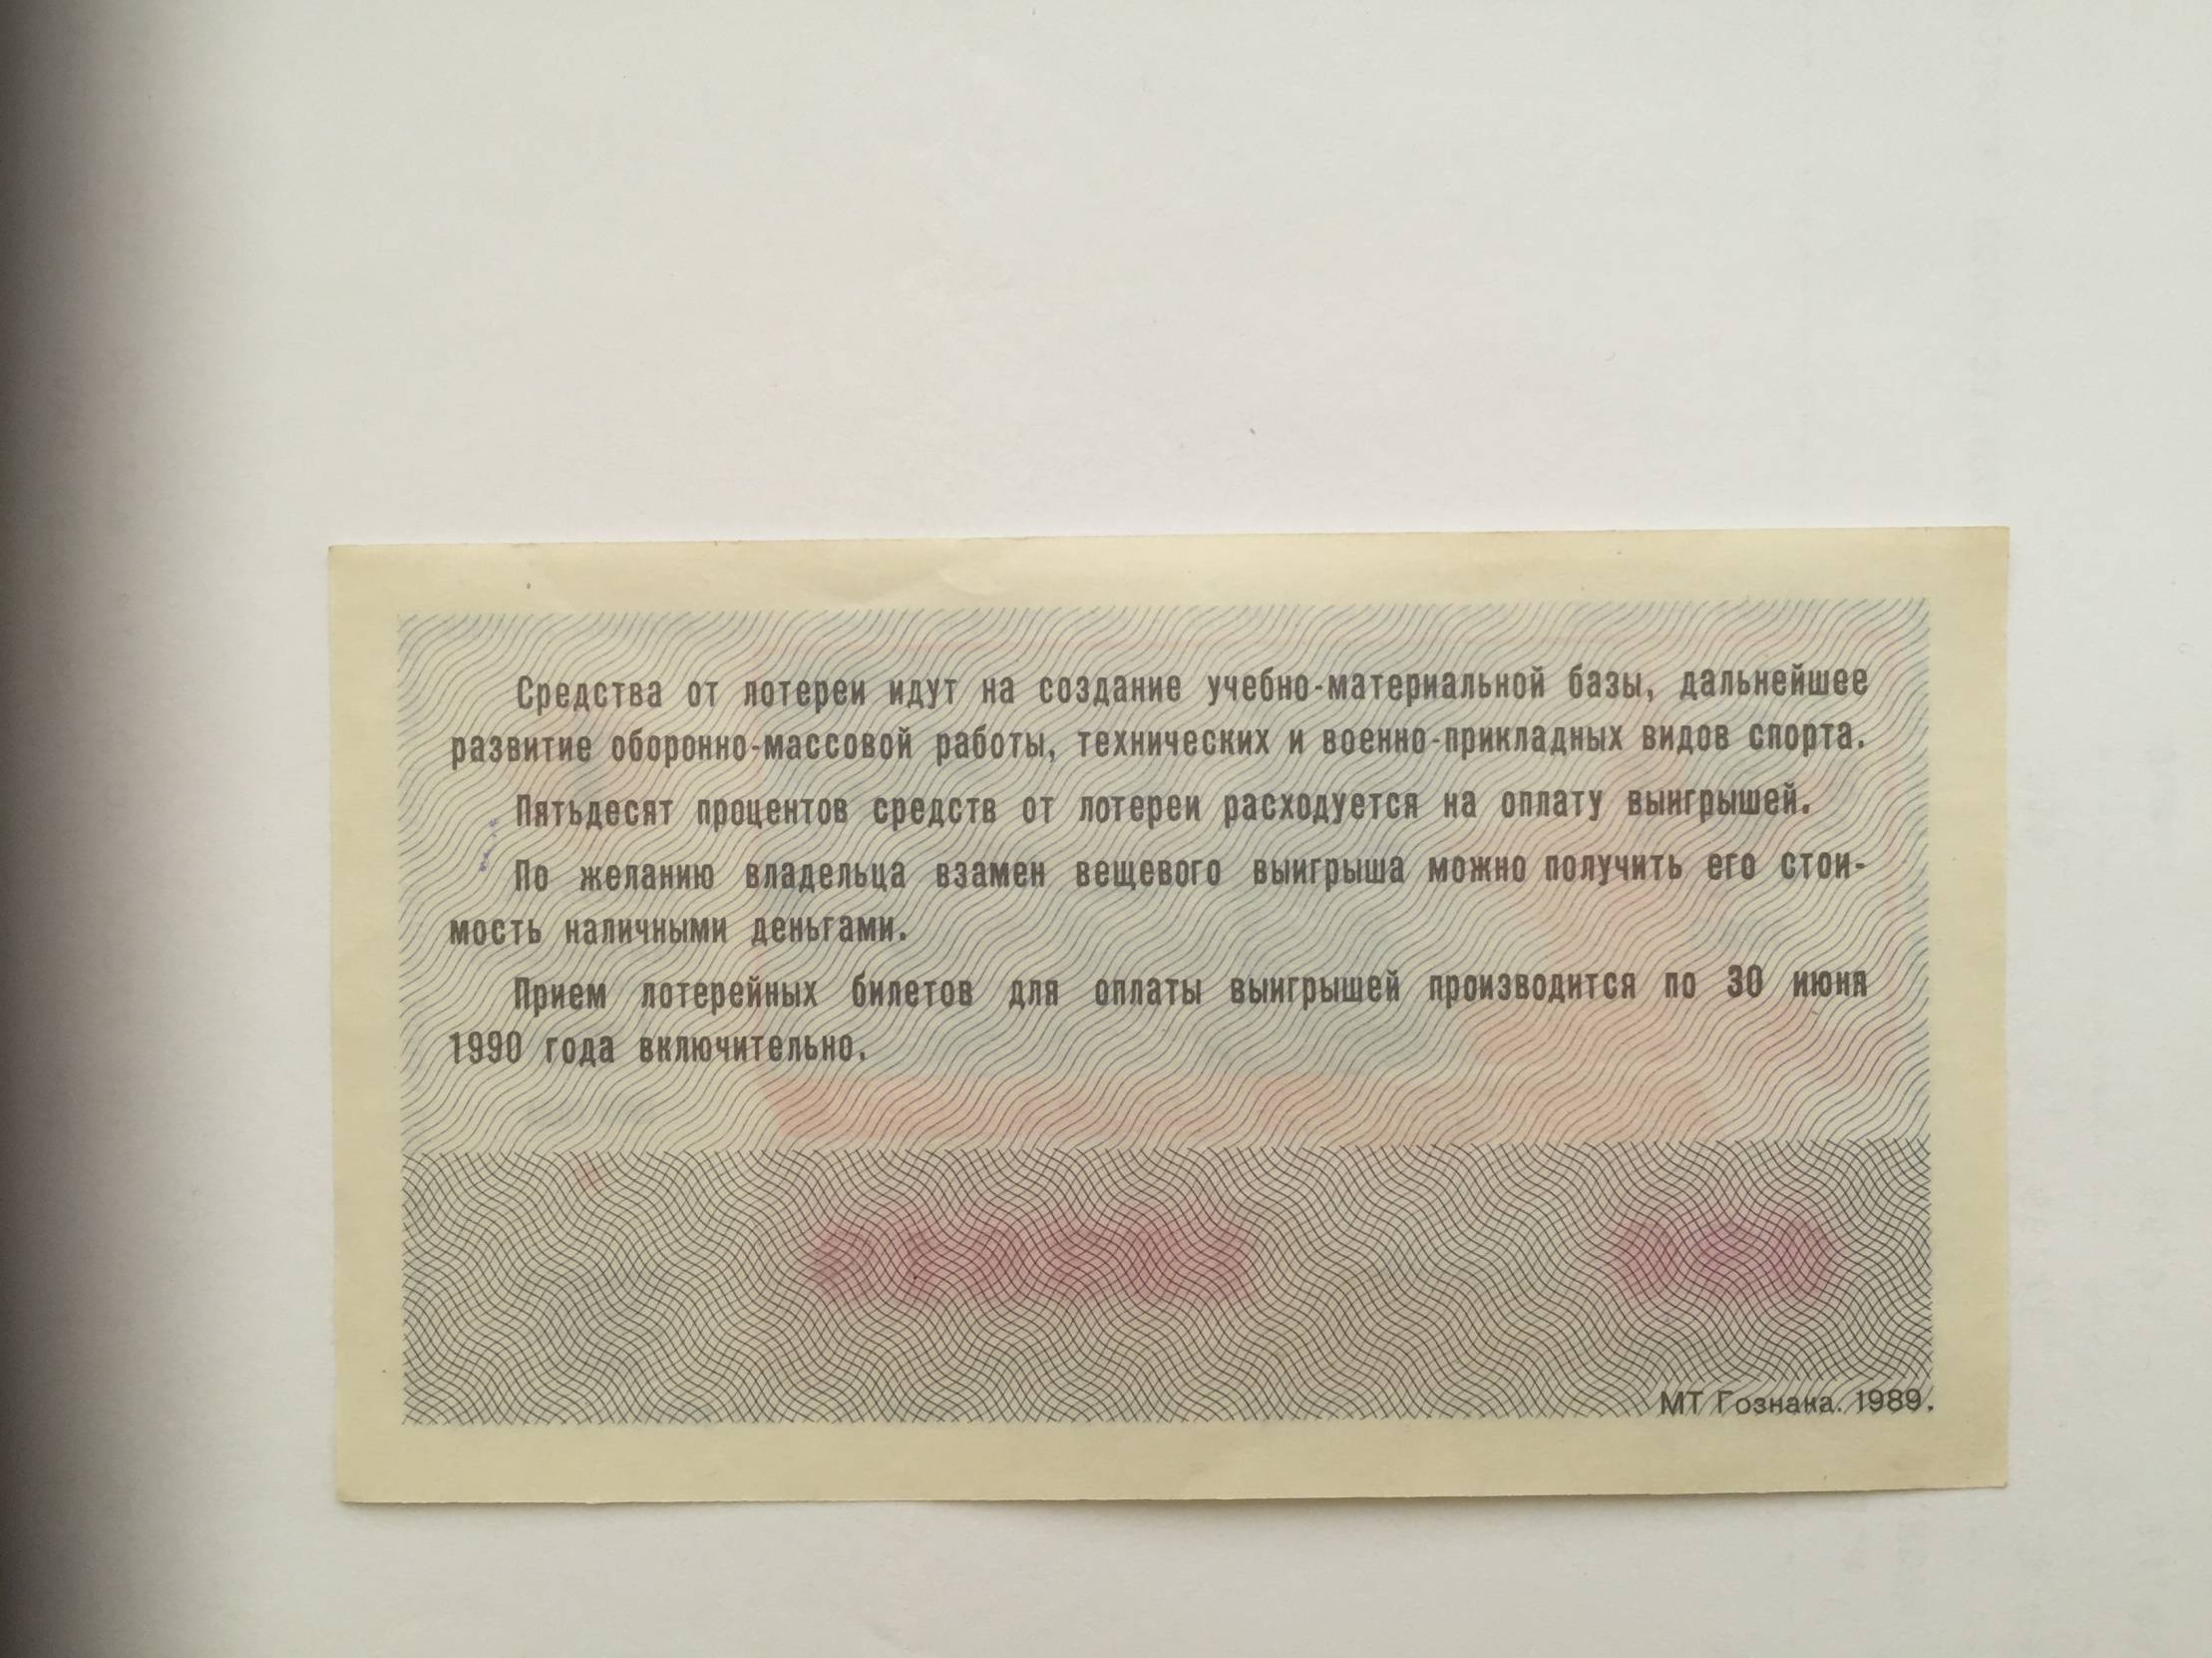 Средства от лотереи идут на создание учебно-материальной базы, дальнейшее
развитие оборонно-массовой работы, технических и военно-прикладных видов спорта.
Пятьдесят процентов средств от лотереи расходуется на оплату выигрышей.
По желанию владельца взамен вещевого выигрыша можно получить его стои-
мость наличными деньгами.
Прием лотерейных билетов для оплаты выигрышей производится по 30 июня
1990 года включительно.
МТ Гознака. 1989.